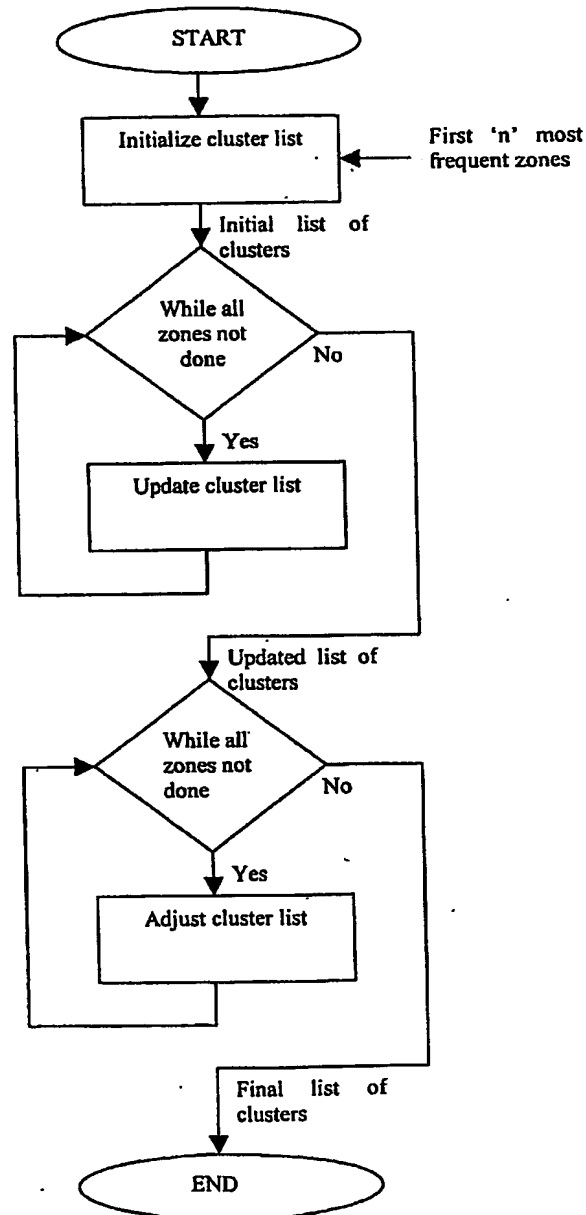 START
Initialize cluster list
First 'n' most
frequent zones
Initial list of
clusters
While all
zones not
done
No
Yes
Update cluster list
Updated list of
clusters
While all
zones not
done
No
Yes
Adjust cluster list
Final list of
clusters
END